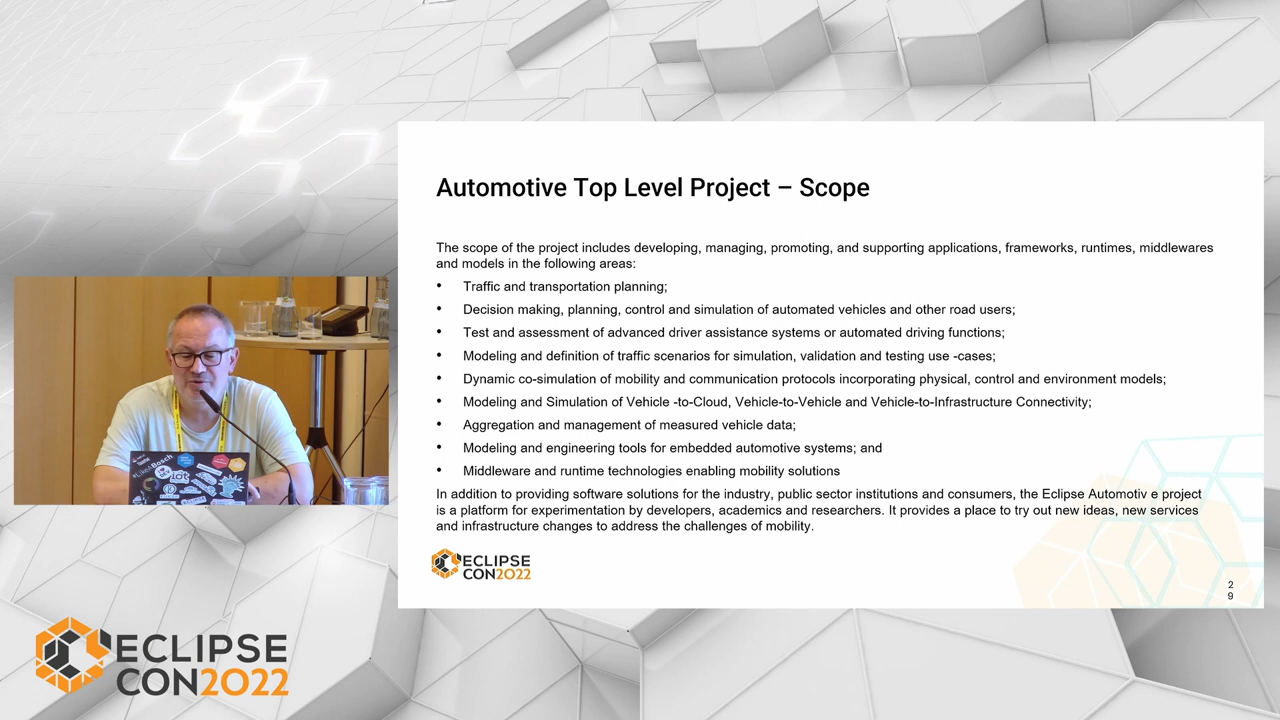 Automotive Top Level Project – Scope
The scope of the project includes developing, managing, promoting, and supporting applications, frameworks, runtimes, middlewares
and models in the following areas:
• Traffic and transportation planning;
• Decision making, planning, control and simulation of automated vehicles and other road users;
• Test and assessment of advanced driver assistance systems or automated driving functions;
• Modeling and definition of traffic scenarios for simulation, validation and testing use -cases;
• Dynamic co-simulation of mobility and communication protocols incorporating physical, control and environment models;
• Modeling and Simulation of Vehicle -to-Cloud, Vehicle-to-Vehicle and Vehicle-to-Infrastructure Connectivity;
• Aggregation and management of measured vehicle data;
• Modeling and engineering tools for embedded automotive systems; and
• Middleware and runtime technologies enabling mobility solutions
In addition to providing software solutions for the industry, public sector institutions and consumers, the Eclipse Automotiv e project
is a platform for experimentation by developers, academics and researchers. It provides a place to try out new ideas, new services
and infrastructure changes to address the challenges of mobility.
ECLIPSE
CON2022
2
9
#LikeABosch
IoT
ECLIPSE
CON2022